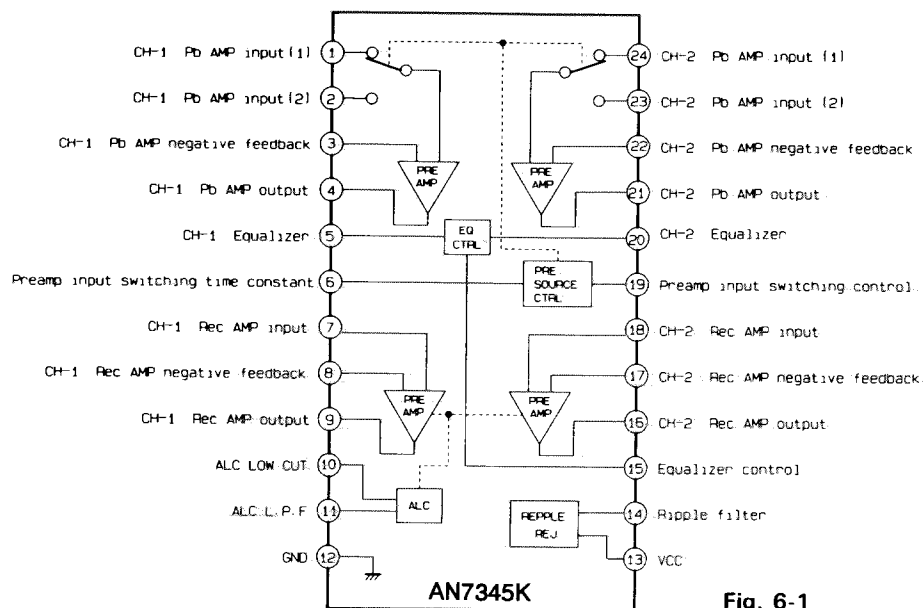 CH-1 Pb AMP input (1) 1
24 CH-2 Pb AMP input (1)
CH-1 Pb AMP input (2) 2
23 CH-2 Pb AMP input (2)
CH-1 Pb AMP negative feedback 3
22 CH-2 Pb AMP negative feedback
PRE AMP
PRE AMP
CH-1 Pb AMP output 4
21 CH-2 Pb AMP output
CH-1 Equalizer 5
EQ CTRL
20 CH-2 Equalizer
Preamp input switching time constant 6
PRE SOURCE CTRL
19 Preamp input switching control
CH-1 Rec AMP input 7
18 CH-2 Rec AMP input
CH-1 Rec AMP negative feedback 8
17 CH-2 Rec AMP negative feedback
PRE AMP
PRE AMP
CH-1 Rec AMP output 9
16 CH-2 Rec AMP output
ALC LOW CUT 10
15 Equalizer control
ALC L.P.F 11
ALC
REPPLE REJ
14 Ripple filter
GND 12
13 VCC
AN7345K
Fig. 6-1